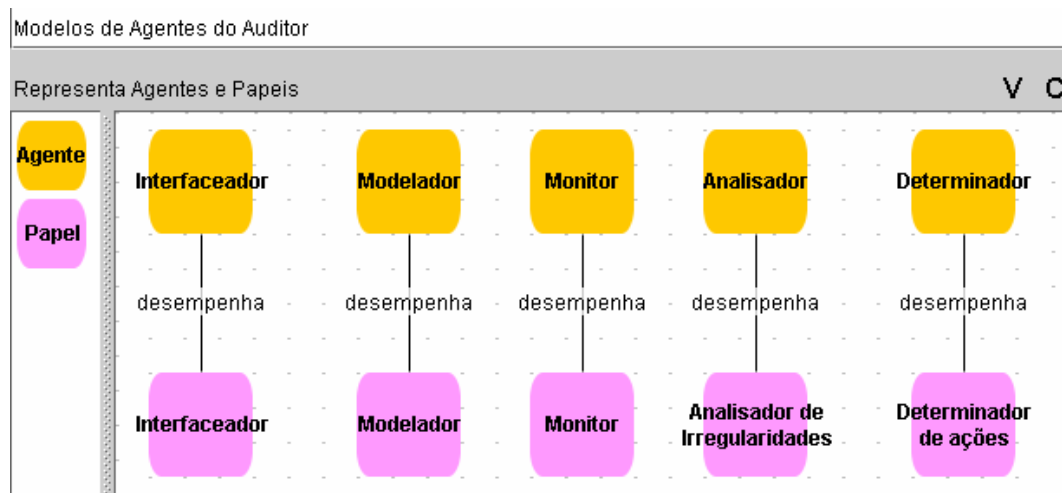 Modelos de Agentes do Auditor
Representa Agentes e Papeis
V C
Agente
Papel
Interfaceador
Modelador
Monitor
Analisador
Determinador
desempenha
desempenha
desempenha
desempenha
desempenha
Interfaceador
Modelador
Monitor
Analisador de
Irregularidades
Determinador
de ações